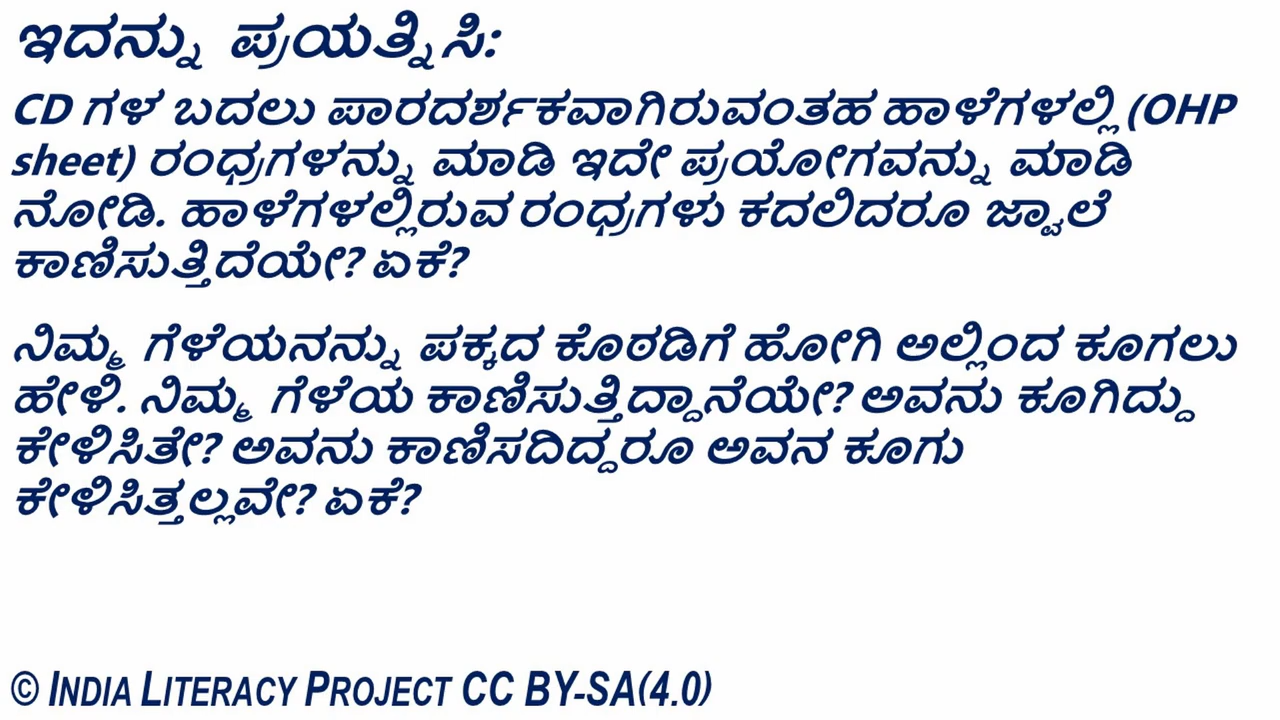 ಇದನ್ನು ಪ್ರಯತ್ನಿಸಿ:
CD ಗಳ ಬದಲು ಪಾರದರ್ಶಕವಾಗಿರುವಂತಹ ಹಾಳೆಗಳಲ್ಲಿ (OHP
sheet) ರಂಧ್ರಗಳನ್ನು ಮಾಡಿ ಇದೇ ಪ್ರಯೋಗವನ್ನು ಮಾಡಿ
ನೋಡಿ. ಹಾಳೆಗಳಲ್ಲಿರುವ ರಂಧ್ರಗಳು ಕದಲಿದರೂ ಜ್ಟಾಲೆ
ಕಾಣಿಸುತ್ತಿದೆಯೇ? ಏಕೆ?
ನಿಮ್ಮ ಗೆಳೆಯನನ್ನು ಪಕ್ಕದ ಕೊಠಡಿಗೆ ಹೋಗಿ ಅಲ್ಲಿಂದ ಕೂಗಲು
ಹೇಳಿ. ನಿಮ್ಮ ಗೆಳೆಯ ಕಾಣಿಸುತ್ತಿದ್ದಾನೆಯೇ? ಅವನು ಕೂಗಿದ್ದು
ಕೇಳಿಸಿತೇ? ಅವನು ಕಾಣಿಸದಿದ್ದರೂ ಅವನ ಕೂಗು
ಕೇಳಿಸಿತ್ತಲ್ಲವೇ? ಏಕೆ?
© INDIA LITERACY PROJECT CC BY-SA(4.0)